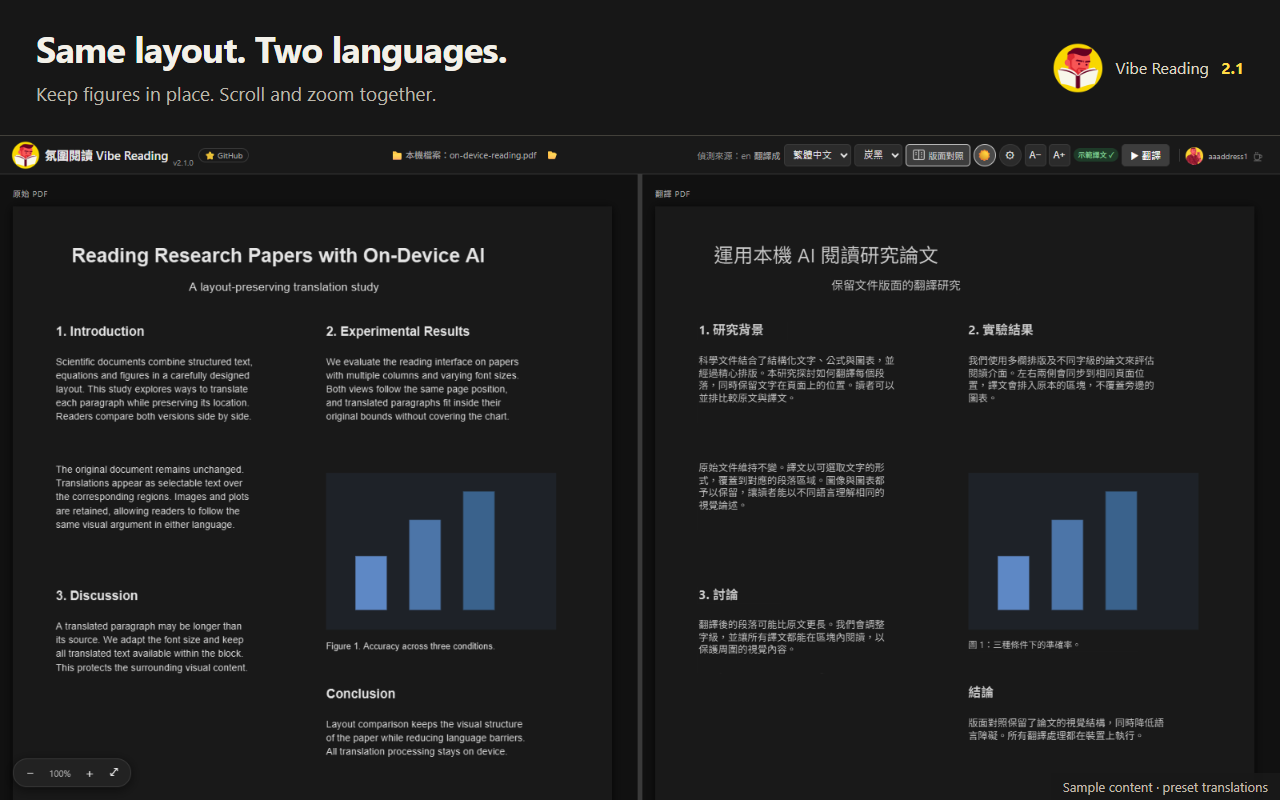 Same layout. Two languages.
Keep figures in place. Scroll and zoom together.
Vibe Reading 2.1
氛圍閱讀 Vibe Reading v2.1.0
GitHub
本機檔案：on-device-reading.pdf
偵測來源：en 翻譯成
繁體中文
炭黑
版面對照
A−
A+
示範譯文 ✓
▶ 翻譯
aaaddress1
原始 PDF
Reading Research Papers with On-Device AI
A layout-preserving translation study
1. Introduction
Scientific documents combine structured text,
equations and figures in a carefully designed
layout. This study explores ways to translate
each paragraph while preserving its location.
Readers compare both versions side by side.
The original document remains unchanged.
Translations appear as selectable text over
the corresponding regions. Images and plots
are retained, allowing readers to follow the
same visual argument in either language.
3. Discussion
A translated paragraph may be longer than
its source. We adapt the font size and keep
all translated text available within the block.
This protects the surrounding visual content.
2. Experimental Results
We evaluate the reading interface on papers
with multiple columns and varying font sizes.
Both views follow the same page position,
and translated paragraphs fit inside their
original bounds without covering the chart.
Figure 1. Accuracy across three conditions.
Conclusion
Layout comparison keeps the visual structure
of the paper while reducing language barriers.
All translation processing stays on device.
− 100% +
翻譯 PDF
運用本機 AI 閱讀研究論文
保留文件版面的翻譯研究
1. 研究背景
科學文件結合了結構化文字、公式與圖表，並
經過精心排版。本研究探討如何翻譯每個段
落，同時保留文字在頁面上的位置。讀者可以
並排比較原文與譯文。
原始文件維持不變。譯文以可選取文字的形
式，覆蓋到對應的段落區域。圖像與圖表都
予以保留，讓讀者能以不同語言理解相同的
視覺論述。
3. 討論
翻譯後的段落可能比原文更長。我們會調整
字級，並讓所有譯文都能在區塊內閱讀，以
保護周圍的視覺內容。
2. 實驗結果
我們使用多欄排版及不同字級的論文來評估
閱讀介面。左右兩側會同步到相同頁面位
置，譯文會排入原本的區塊，不覆蓋旁邊的
圖表。
圖 1：三種條件下的準確率。
結論
版面對照保留了論文的視覺結構，同時降低語
言障礙。所有翻譯處理都在裝置上執行。
Sample content · preset translations